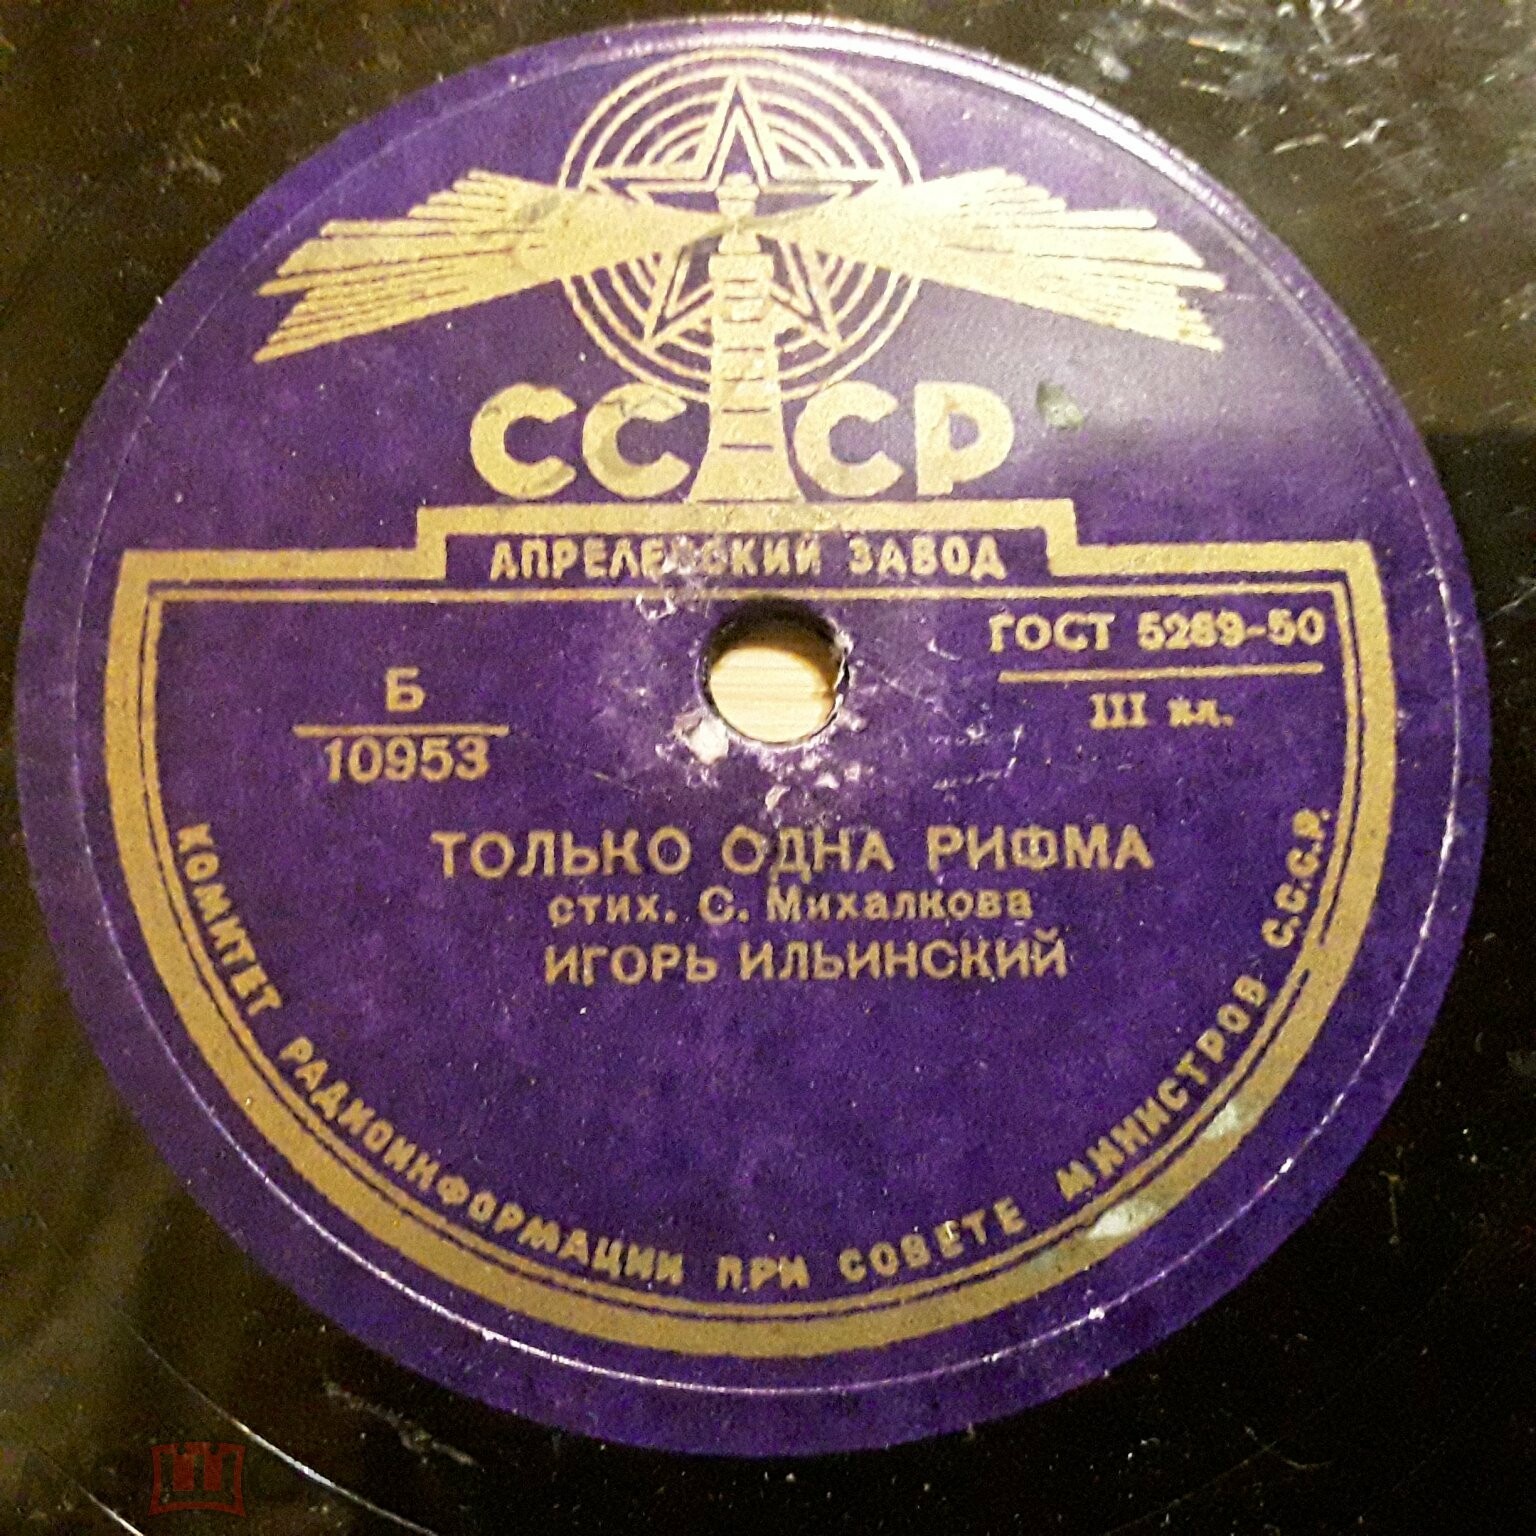 СССР
АПРЕЛЕВСКИЙ ЗАВОД
ГОСТ 5289-50
III кл.
Б
10953
ТОЛЬКО ОДНА РИФМА
стих. С. Михалкова
ИГОРЬ ИЛЬИНСКИЙ
КОМИТЕТ РАДИОИНФОРМАЦИИ ПРИ СОВЕТЕ МИНИСТРОВ С.С.С.Р.